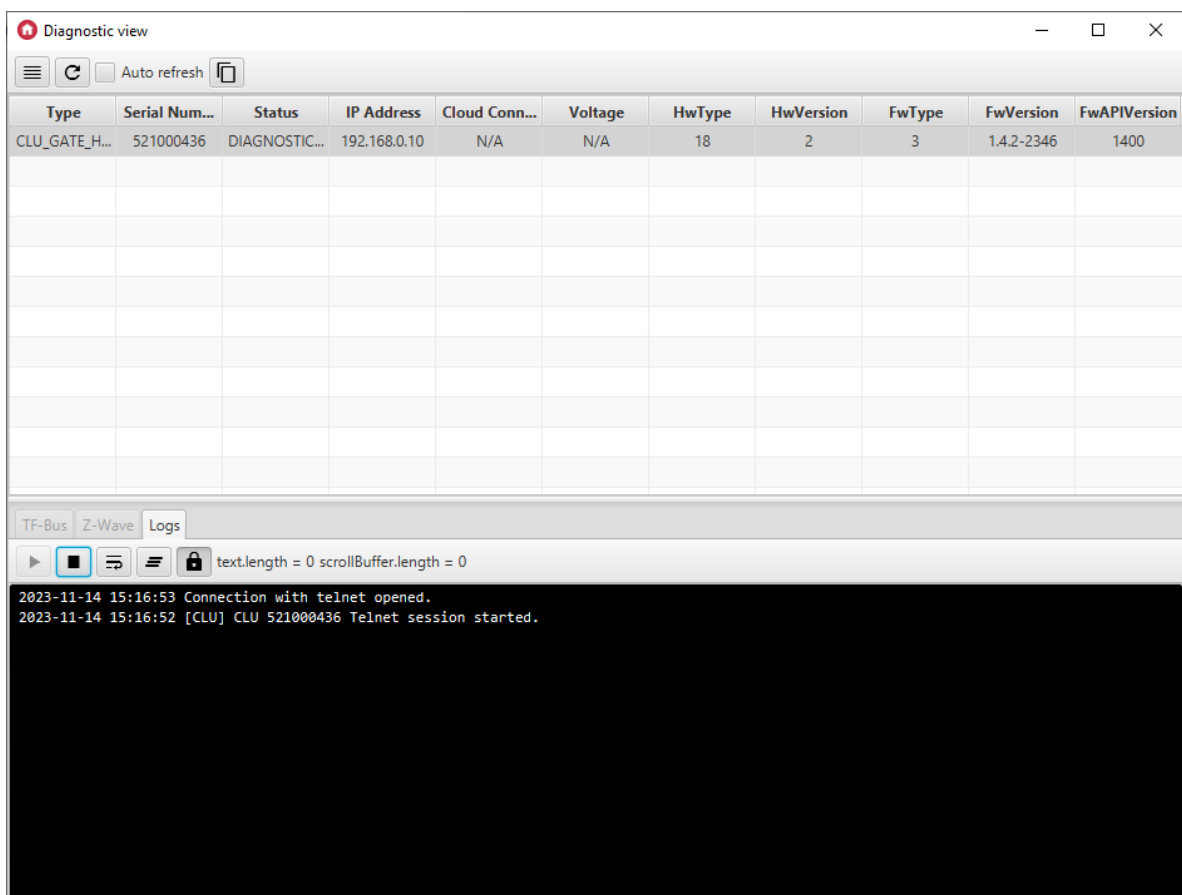 Diagnostic view
Auto refresh
Type Serial Num... Status IP Address Cloud Conn... Voltage HwType HwVersion FwType FwVersion FwAPIVersion
CLU_GATE_H... 521000436 DIAGNOSTIC... 192.168.0.10 N/A N/A 18 2 3 1.4.2-2346 1400
TF-Bus Z-Wave Logs
text.length = 0 scrollBuffer.length = 0
2023-11-14 15:16:53 Connection with telnet opened.
2023-11-14 15:16:52 [CLU] CLU 521000436 Telnet session started.